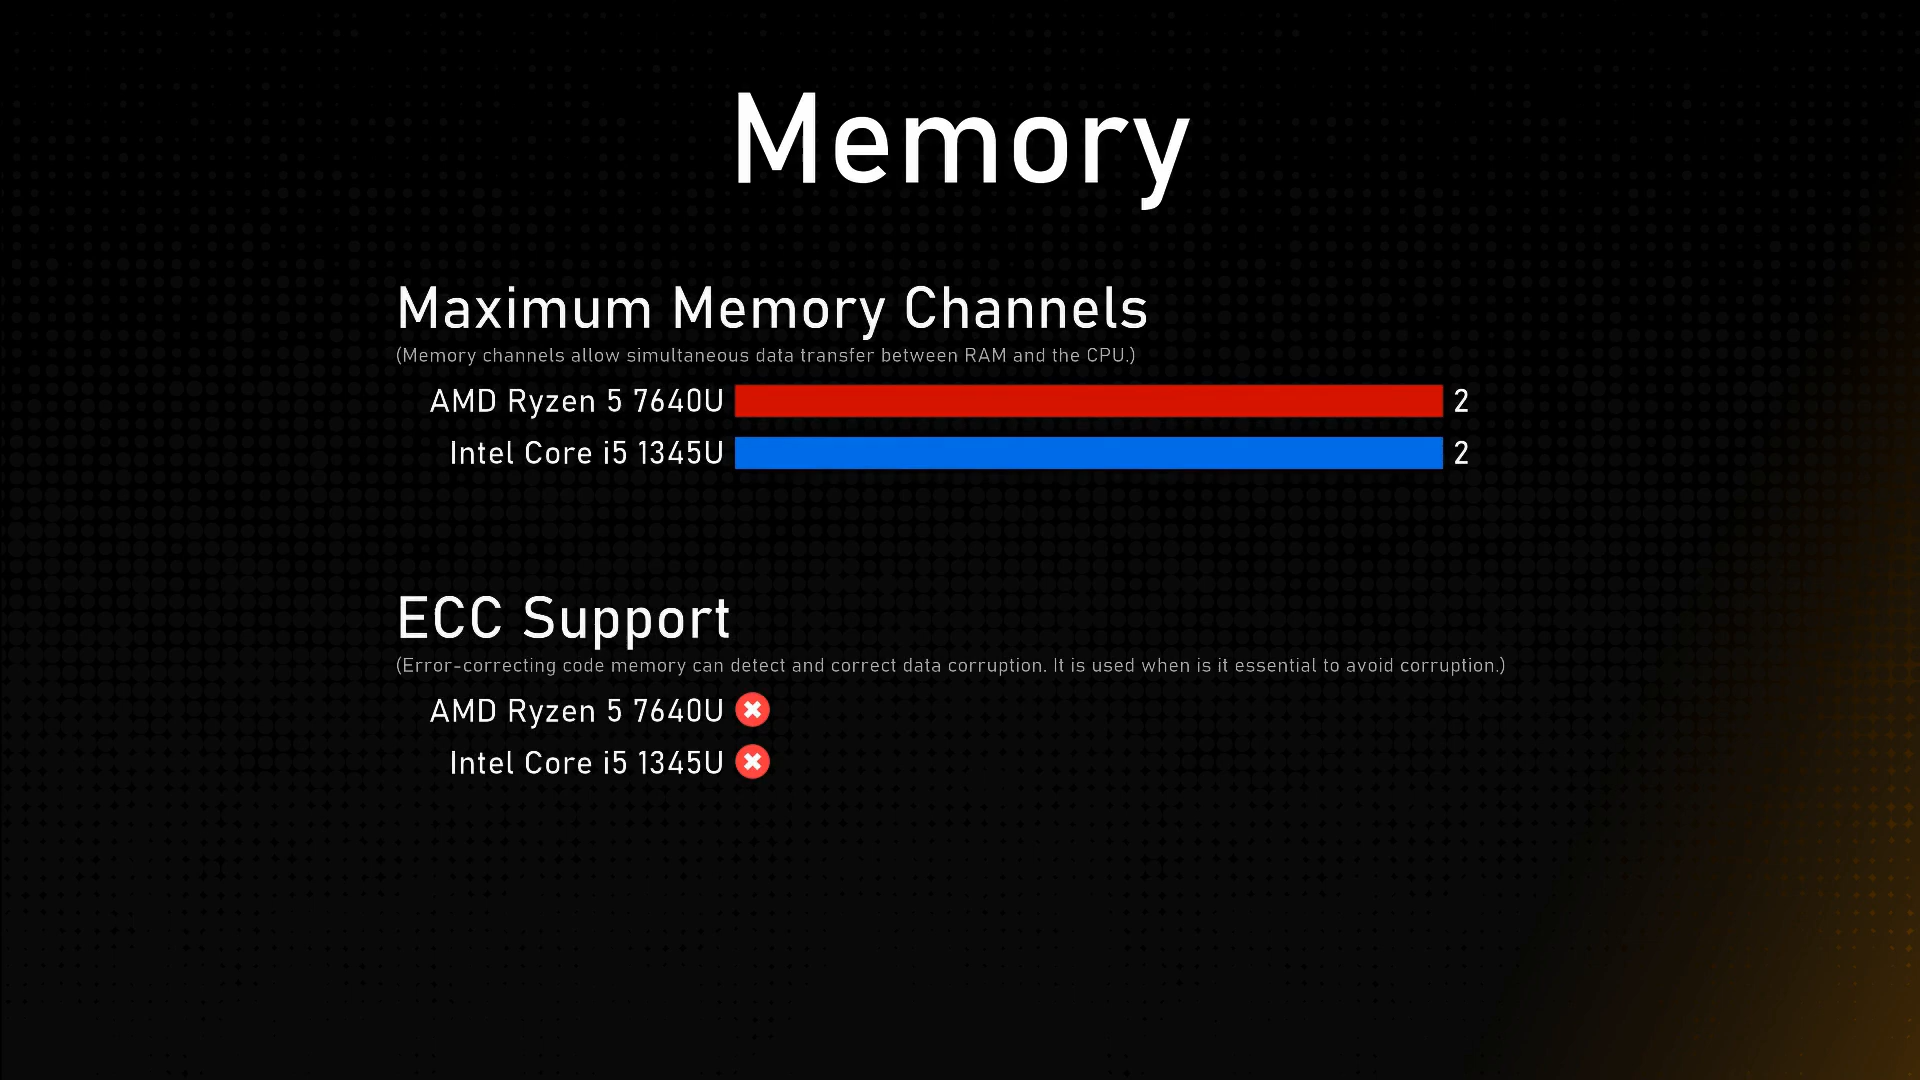 Memory
Maximum Memory Channels
(Memory channels allow simultaneous data transfer between RAM and the CPU.)
AMD Ryzen 5 7640U 2
Intel Core i5 1345U 2
ECC Support
(Error-correcting code memory can detect and correct data corruption. It is used when is it essential to avoid corruption.)
AMD Ryzen 5 7640U
Intel Core i5 1345U